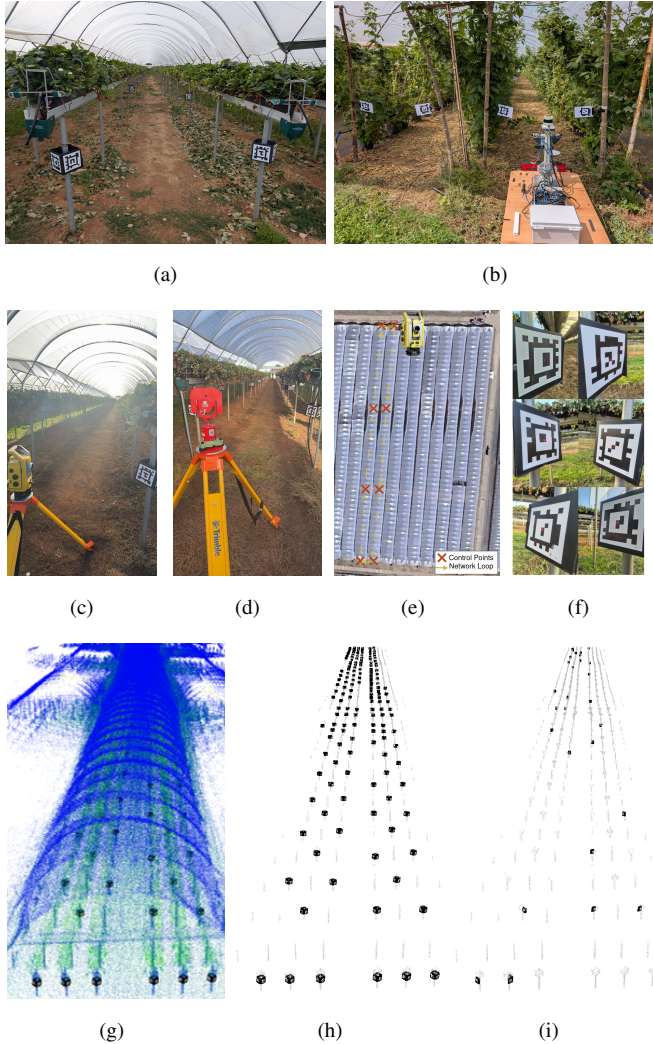 (a)
(b)
Trimble
Control Points
Network Loop
(c)
(d)
(e)
(f)
(g)
(h)
(i)